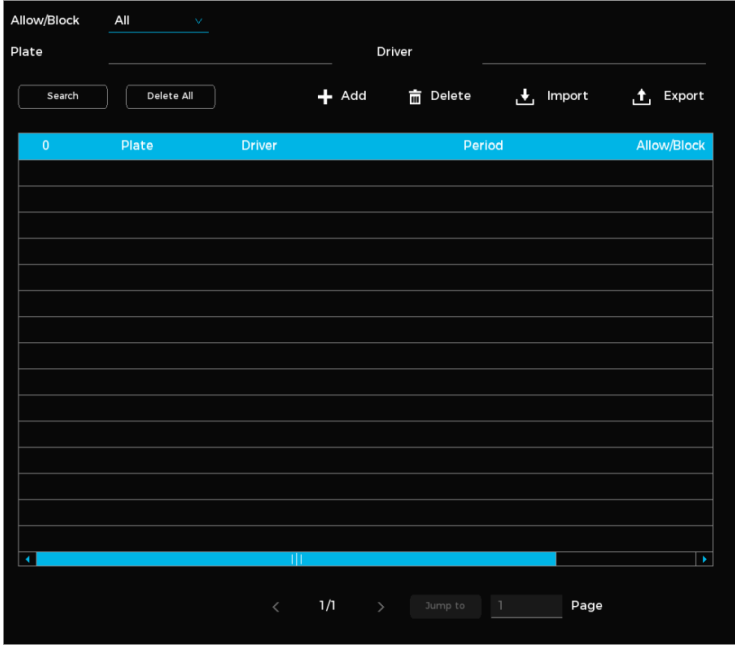 Allow/Block All
Plate Driver
Search Delete All Add Delete Import Export
0 Plate Driver Period Allow/Block
1/1 Jump to 1 Page